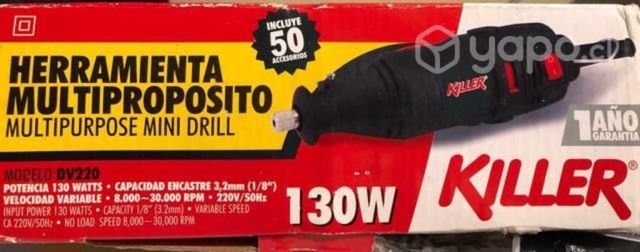 INCLUYE
50
ACCESORIOS
HERRAMIENTA
MULTIPROPOSITO
MULTIPURPOSE MINI DRILL
yapo.cl
KILLER
1 AÑO
GARANTIA
MODELO DV220
POTENCIA 130 WATTS • CAPACIDAD ENCASTRE 3,2mm (1/8")
VELOCIDAD VARIABLE • 8.000—30.000 RPM • 220V/50Hz
INPUT POWER 130 WATTS • CAPACITY 1/8" (3.2mm) • VARIABLE SPEED
CA 220V/50Hz • NO LOAD SPEED 8,000—30,000 RPM
130W
KILLER